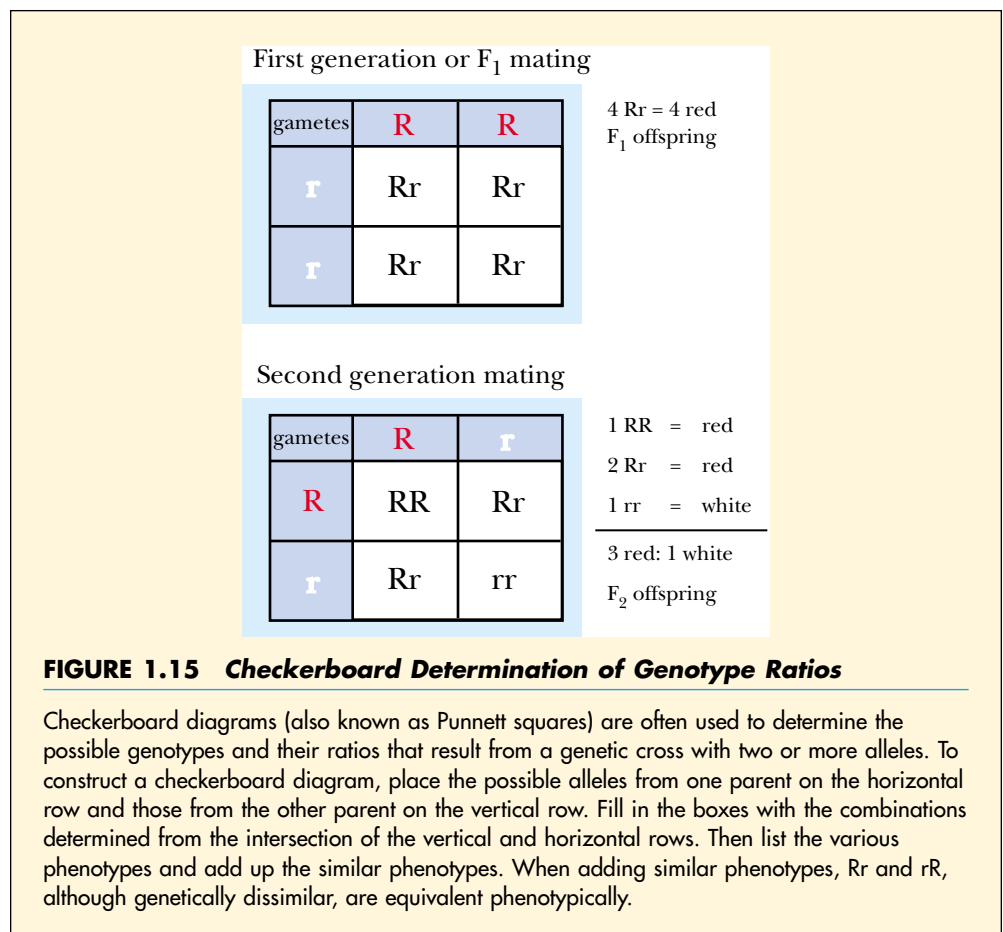 First generation or F1 mating
gametes R R
r Rr Rr
r Rr Rr
4 Rr = 4 red
F1 offspring
Second generation mating
gametes R r
R RR Rr
r Rr rr
1 RR = red
2 Rr = red
1 rr = white
3 red: 1 white
F2 offspring
FIGURE 1.15 Checkerboard Determination of Genotype Ratios
Checkerboard diagrams (also known as Punnett squares) are often used to determine the
possible genotypes and their ratios that result from a genetic cross with two or more alleles. To
construct a checkerboard diagram, place the possible alleles from one parent on the horizontal
row and those from the other parent on the vertical row. Fill in the boxes with the combinations
determined from the intersection of the vertical and horizontal rows. Then list the various
phenotypes and add up the similar phenotypes. When adding similar phenotypes, Rr and rR,
although genetically dissimilar, are equivalent phenotypically.